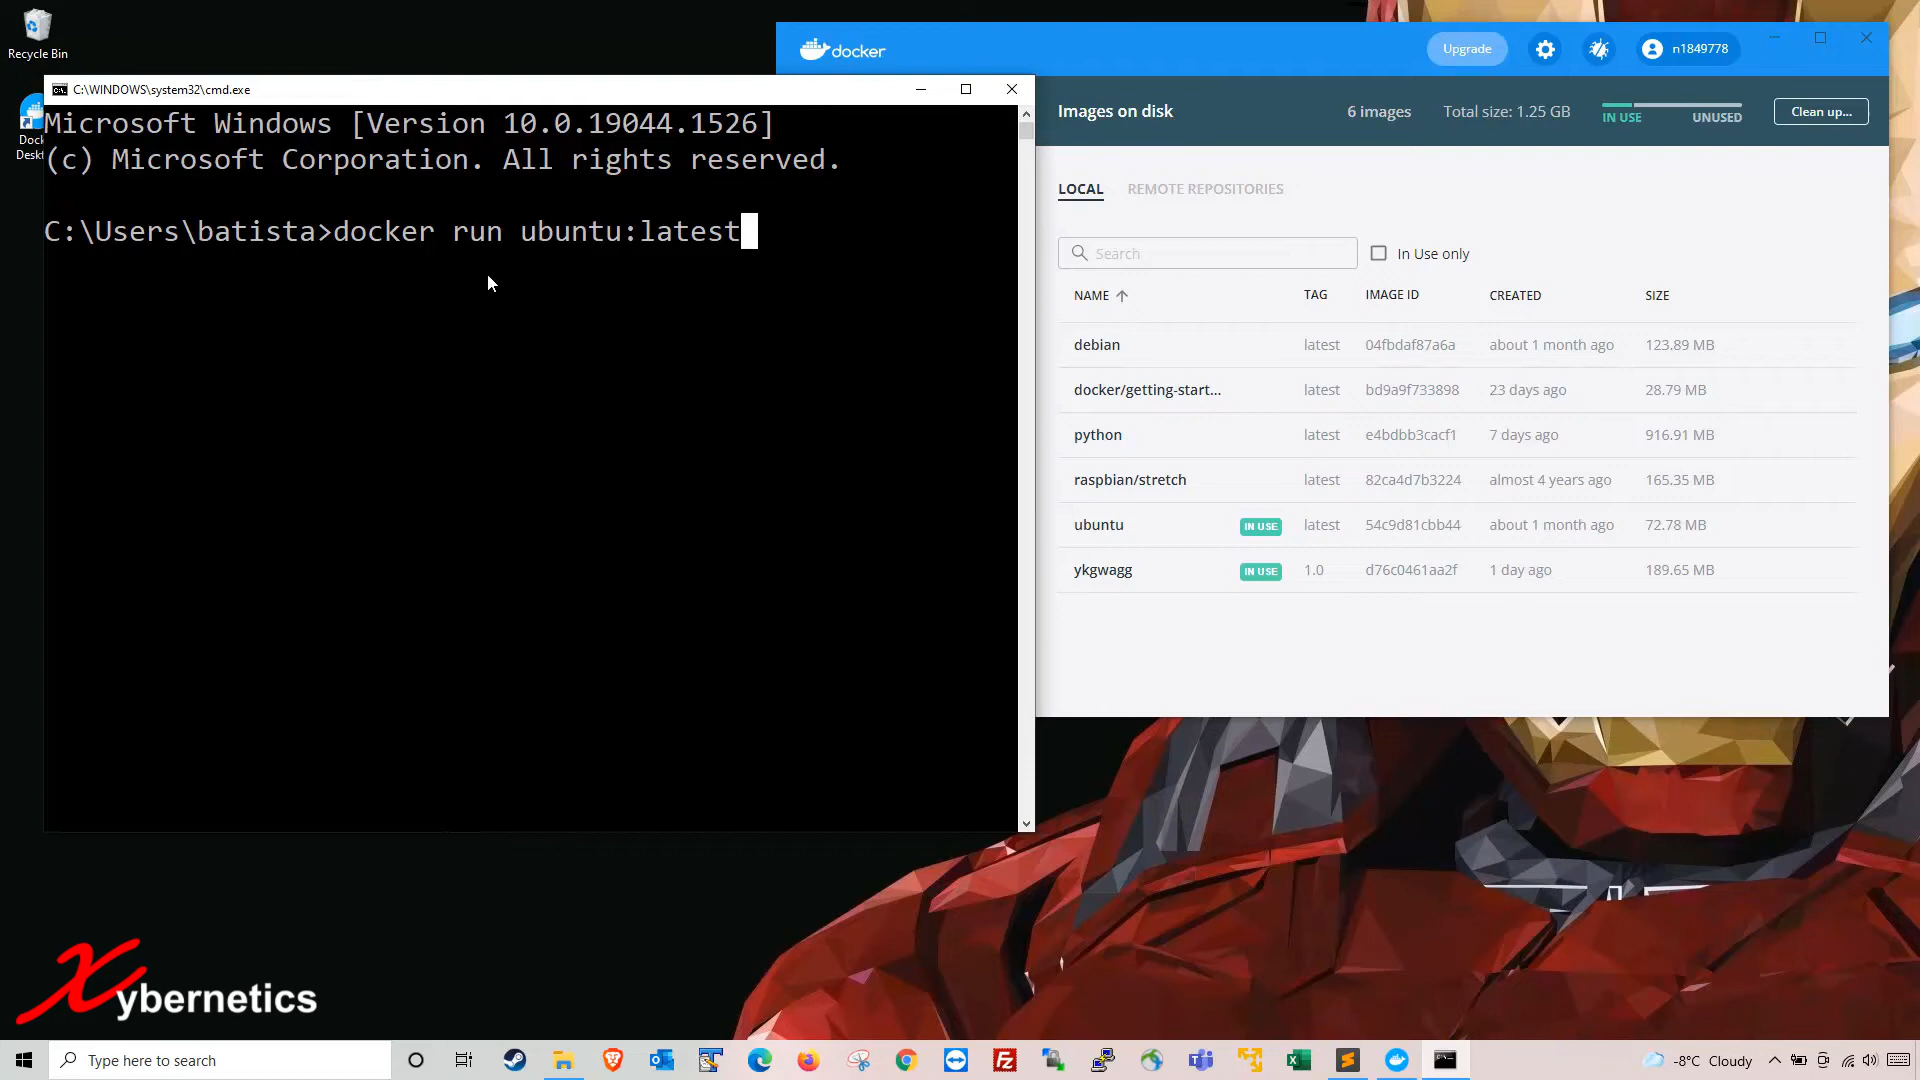 Recycle Bin
Dock
Deskt
C:\WINDOWS\system32\cmd.exe
Microsoft Windows [Version 10.0.19044.1526]
(c) Microsoft Corporation. All rights reserved.
C:\Users\batista>docker run ubuntu:latest
docker
Upgrade
n1849778
Images on disk
6 images
Total size: 1.25 GB
IN USE
UNUSED
Clean up...
LOCAL
REMOTE REPOSITORIES
Search
In Use only
NAME TAG IMAGE ID CREATED SIZE
debian latest 04fbdaf87a6a about 1 month ago 123.89 MB
docker/getting-start... latest bd9a9f733898 23 days ago 28.79 MB
python latest e4bdbb3cacf1 7 days ago 916.91 MB
raspbian/stretch latest 82ca4d7b3224 almost 4 years ago 165.35 MB
ubuntu IN USE latest 54c9d81cbb44 about 1 month ago 72.78 MB
ykgwagg IN USE 1.0 d76c0461aa2f 1 day ago 189.65 MB
Xybernetics
Type here to search
-8°C Cloudy